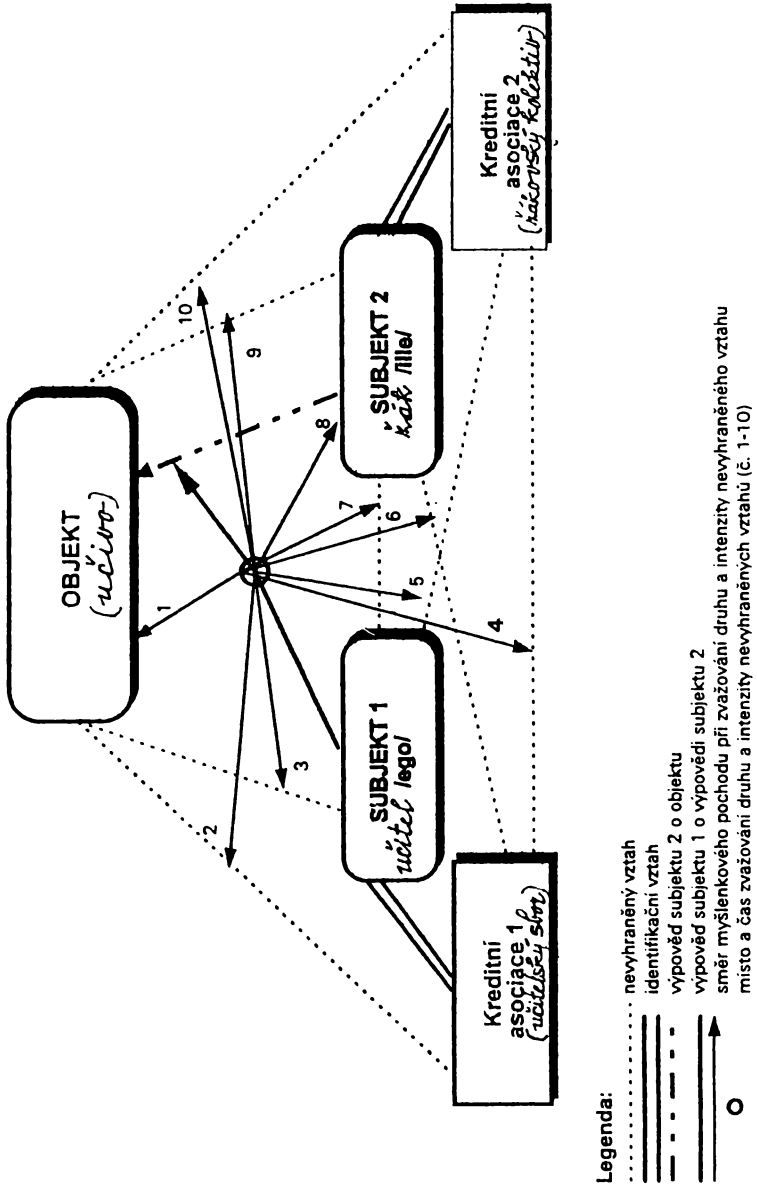 OBJEKT
(učivo)
1
2
3
4
5
6
7
8
9
10
SUBJEKT 1
učitel /ego/
SUBJEKT 2
žák /ille/
Kreditní
asociace 1
(učitelský sbor)
Kreditní
asociace 2
(žákovský kolektiv)
Legenda:
nevyhraněný vztah
identifikační vztah
výpověď subjektu 2 o objektu
výpověď subjektu 1 o výpovědi subjektu 2
směr myšlenkového pochodu při zvažování druhu a intenzity nevyhraněného vztahu
místo a čas zvažování druhu a intenzity nevyhraněných vztahů (č. 1-10)